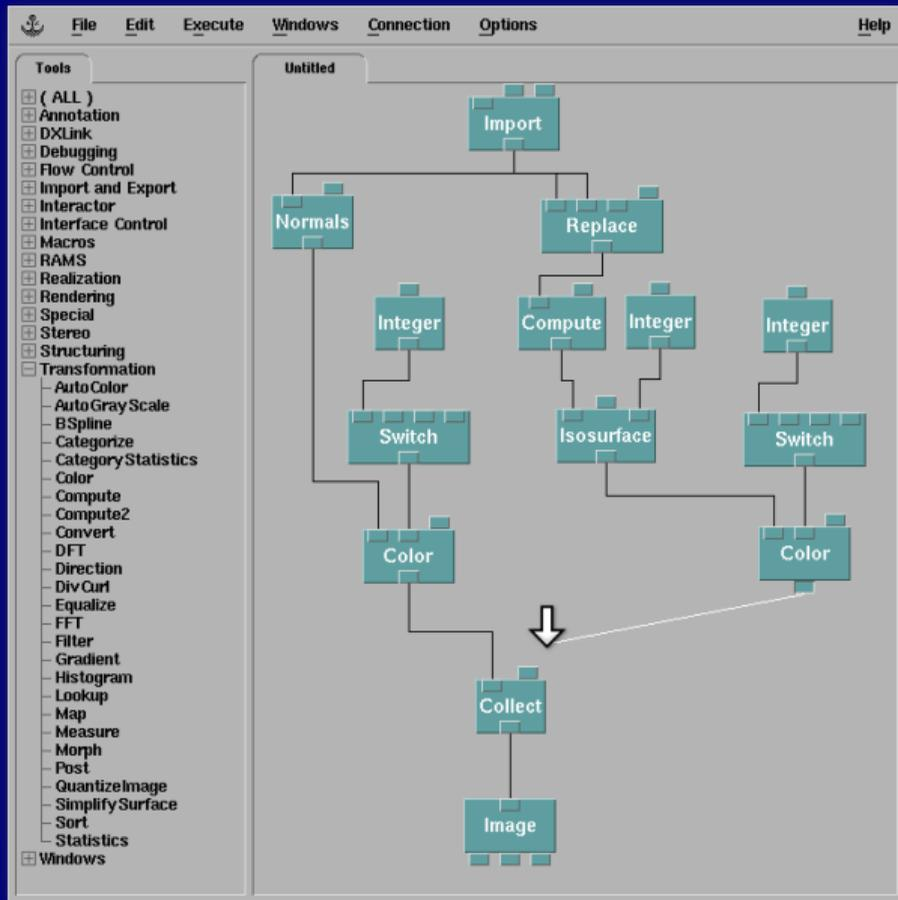 File Edit Execute Windows Connection Options Help
Tools
( ALL )
Annotation
DXLink
Debugging
Flow Control
Import and Export
Interactor
Interface Control
Macros
RAMS
Realization
Rendering
Special
Stereo
Structuring
Transformation
AutoColor
AutoGrayScale
BSpline
Categorize
CategoryStatistics
Color
Compute
Compute2
Convert
DFT
Direction
DivCurl
Equalize
FFT
Filter
Gradient
Histogram
Lookup
Map
Measure
Morph
Post
QuantizeImage
SimplifySurface
Sort
Statistics
Windows
Untitled
Import
Normals Replace
Integer Compute Integer Integer
Switch Isosurface Switch
Color Color
Collect
Image